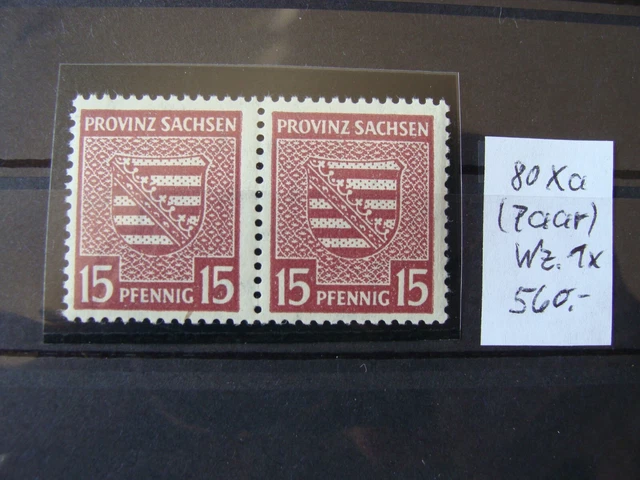 PROVINZ SACHSEN
15 PFENNIG 15
PROVINZ SACHSEN
15 PFENNIG 15
80 Xa
(Paar)
Wz. 1x
560.-